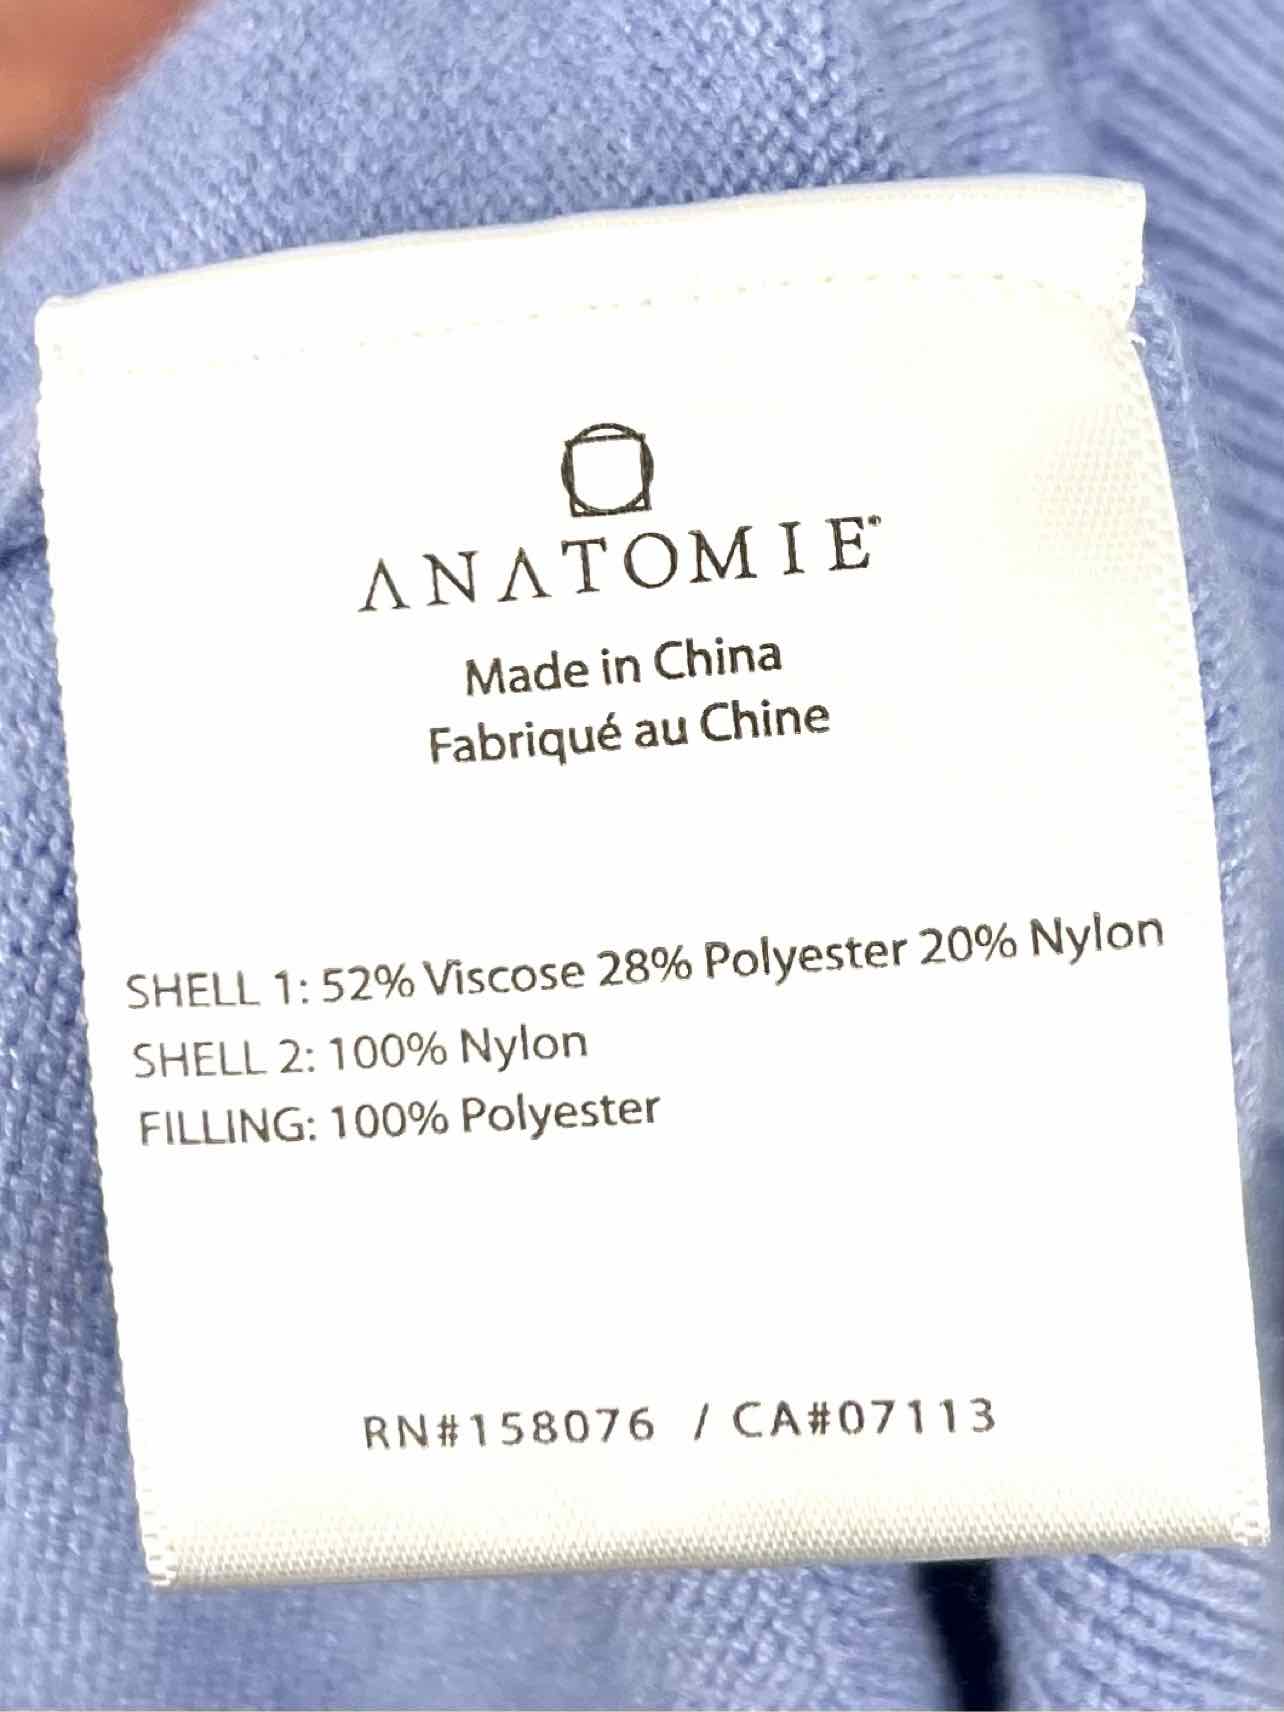 ANATOMIE®
Made in China
Fabriqué au Chine
SHELL 1: 52% Viscose 28% Polyester 20% Nylon
SHELL 2: 100% Nylon
FILLING: 100% Polyester
RN#158076 / CA#07113